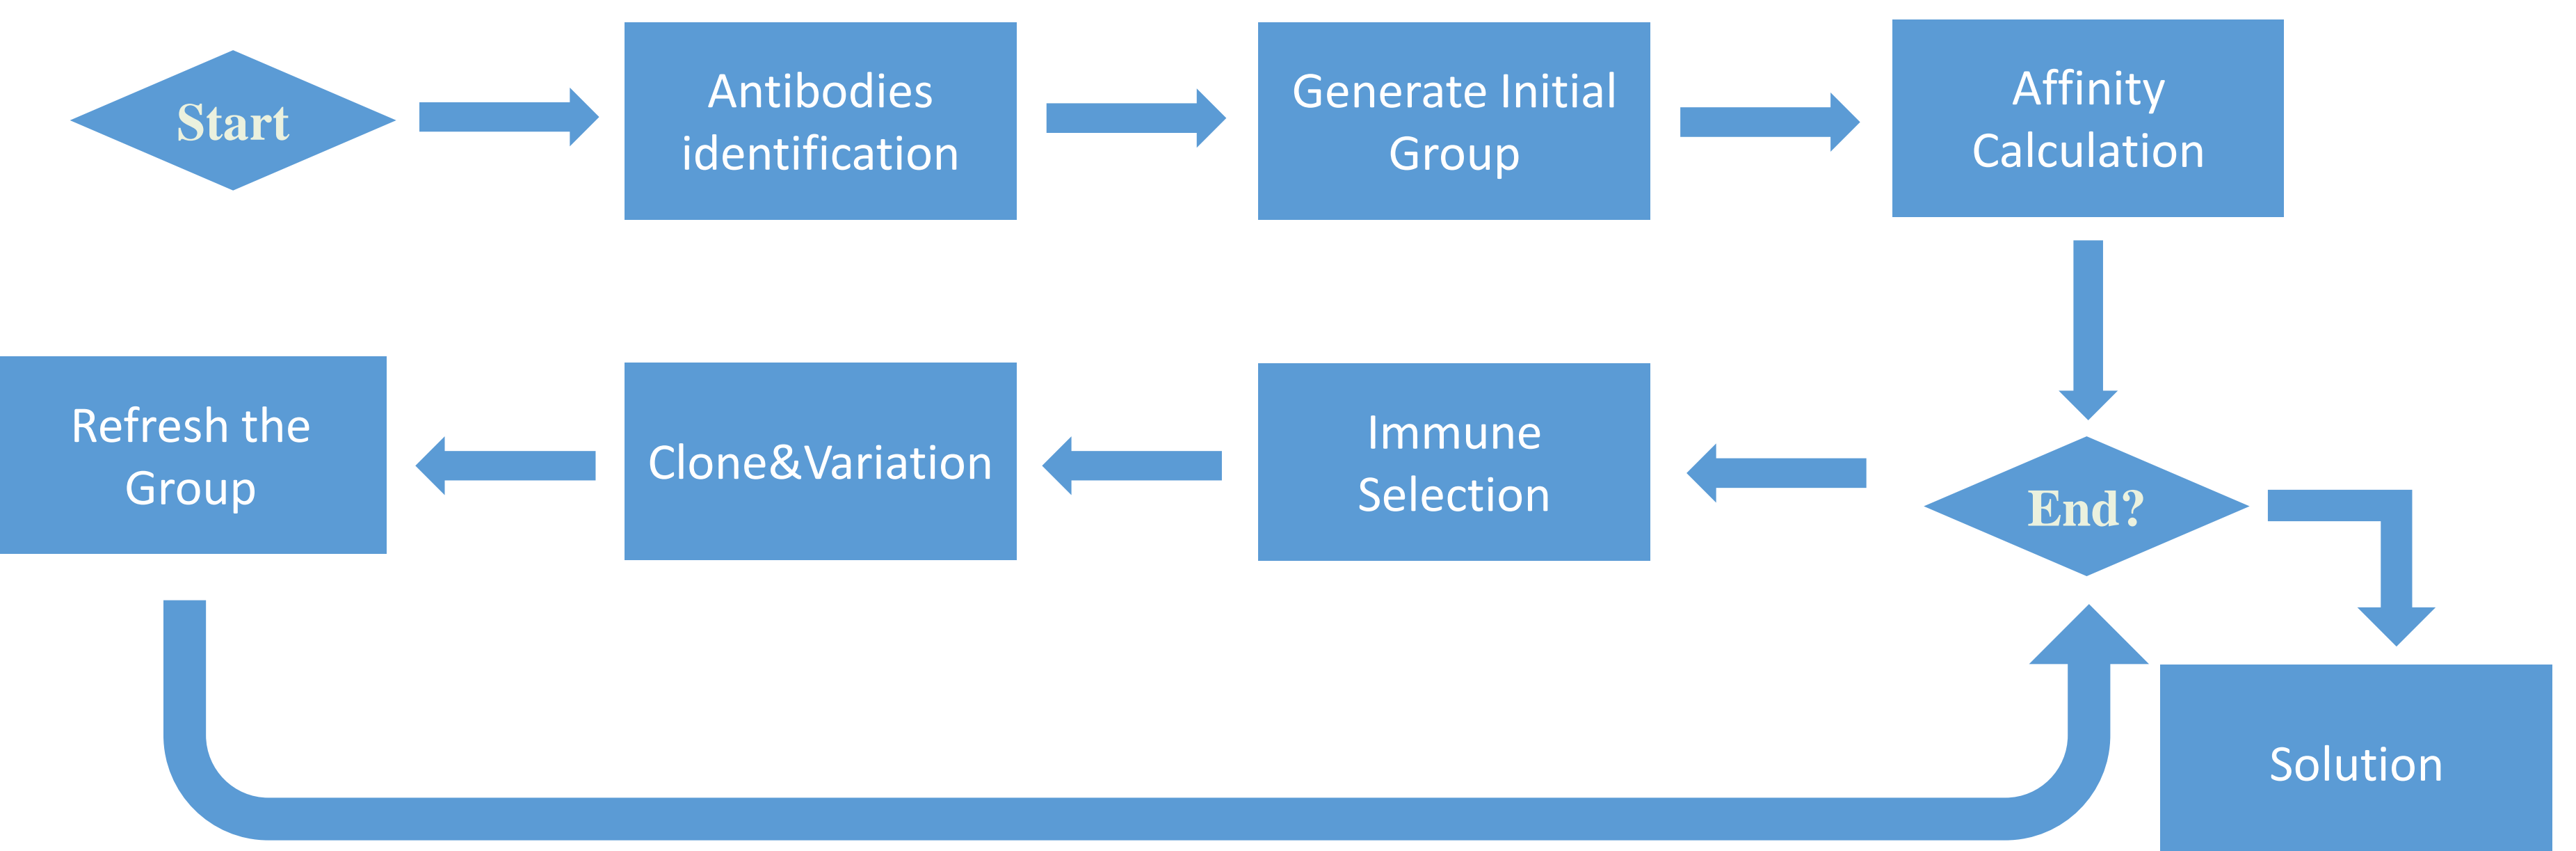 Start
Antibodies
identification
Generate Initial
Group
Affinity
Calculation
Refresh the
Group
Clone&Variation
Immune
Selection
End?
Solution